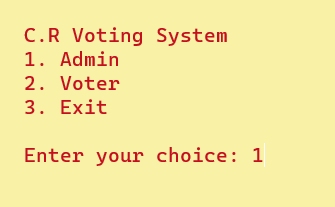 C.R Voting System
1. Admin
2. Voter
3. Exit
Enter your choice: 1